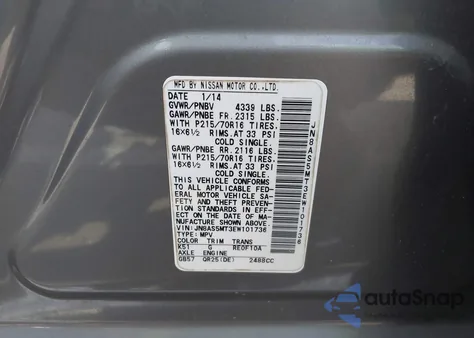 MFD BY NISSAN MOTOR CO.,LTD.
DATE 1/14
GVWR/PNBV 4339 LBS.
GAWR/PNBE FR. 2315 LBS.
WITH P215/70R16 TIRES.
16X6½ RIMS.AT 33 PSI
COLD SINGLE.
GAWR/PNBE RR. 2116 LBS.
WITH P215/70R16 TIRES.
16X6½ RIMS.AT 33 PSI
COLD SINGLE.
THIS VEHICLE CONFORMS
TO ALL APPLICABLE FED-
ERAL MOTOR VEHICLE SA-
FETY AND THEFT PREVEN-
TION STANDARDS IN EFF-
ECT ON THE DATE OF MA-
NUFACTURE SHOWN ABOVE.
VIN:JN8AS5MT3EW101736
TYPE:MPV
COLOR TRIM TRANS
K51 G RE0F10A
AXLE ENGINE
GB57 QR25(DE) 2488CC
JN8AS5MT3EW101736
autoSnap